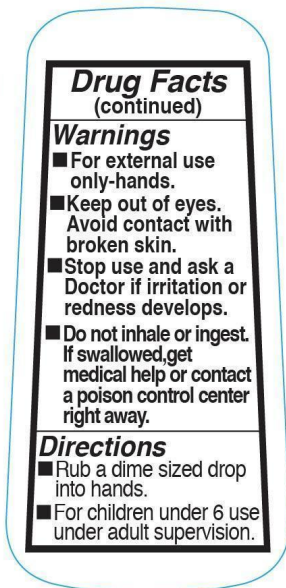 Drug Facts
(continued)
Warnings
■ For external use
only-hands.
■ Keep out of eyes.
Avoid contact with
broken skin.
■ Stop use and ask a
Doctor if irritation or
redness develops.
■ Do not inhale or ingest.
If swallowed,get
medical help or contact
a poison control center
right away.
Directions
■ Rub a dime sized drop
into hands.
■ For children under 6 use
under adult supervision.